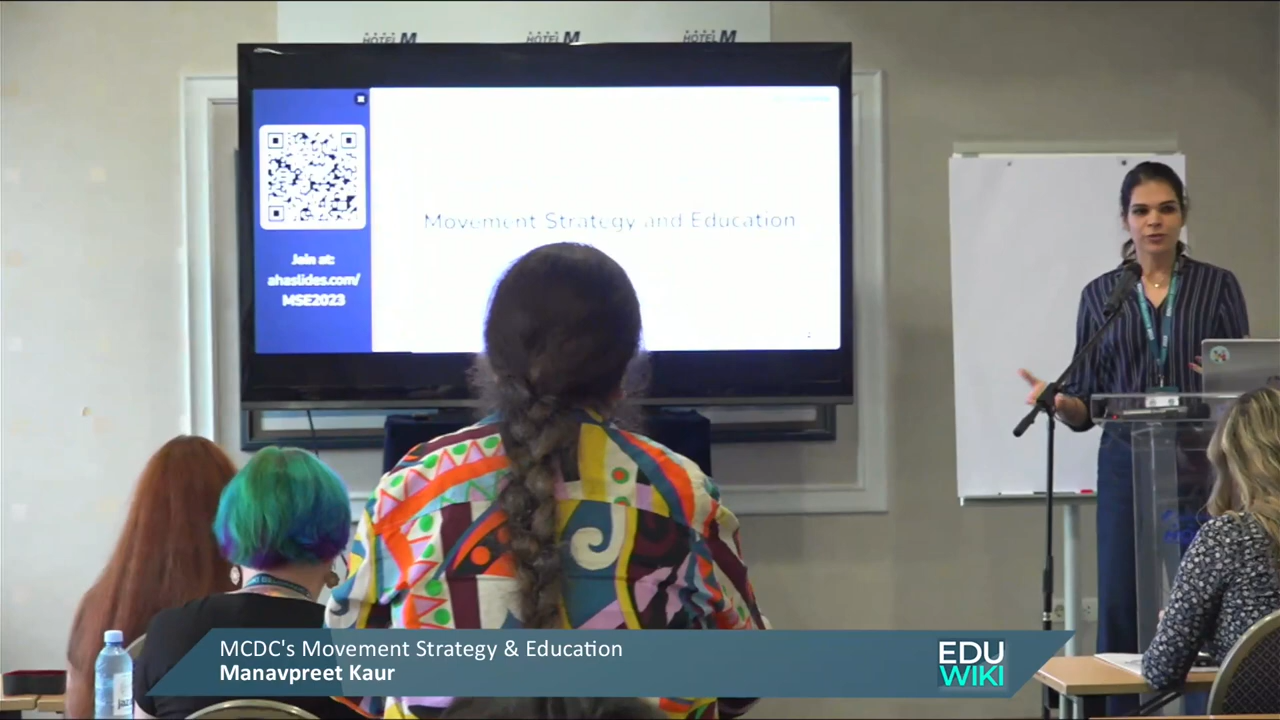 HOTEL M
HOTEL M
HOTEL M
Movement Strategy and Education
Join at:
ahaslides.com/
MSE2023
MCDC's Movement Strategy & Education
Manavpreet Kaur
EDU
WIKI